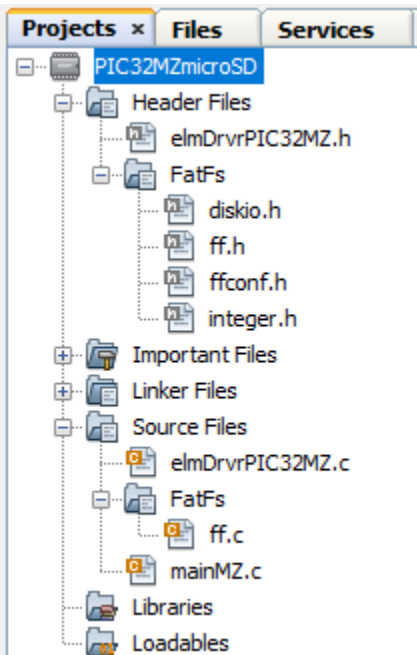 Projects × Files Services
PIC32MZmicroSD
Header Files
elmDrvrPIC32MZ.h
FatFs
diskio.h
ff.h
ffconf.h
integer.h
Important Files
Linker Files
Source Files
elmDrvrPIC32MZ.c
FatFs
ff.c
mainMZ.c
Libraries
Loadables